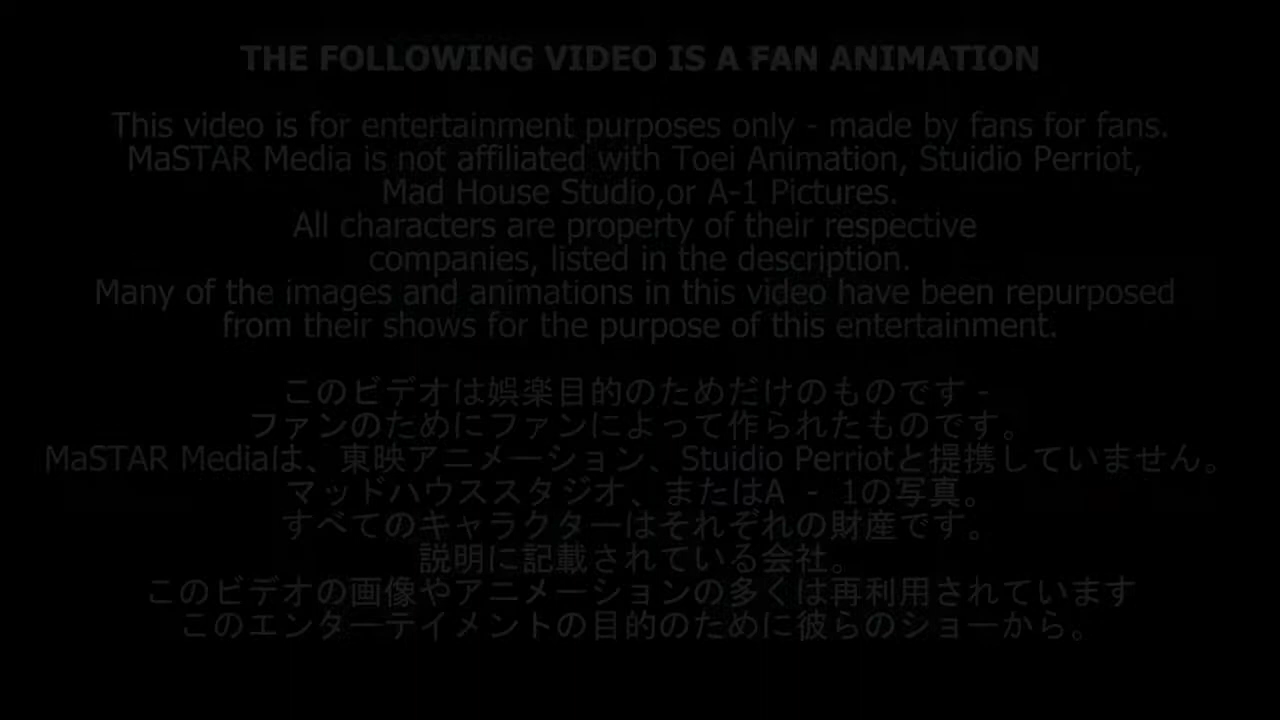 THE FOLLOWING VIDEO IS A FAN ANIMATION
This video is for entertainment purposes only - made by fans for fans.
MaSTAR Media is not affiliated with Toei Animation, Stuidio Perriot,
Mad House Studio,or A-1 Pictures.
All characters are property of their respective
companies, listed in the description.
Many of the images and animations in this video have been repurposed
from their shows for the purpose of this entertainment.
このビデオは娯楽目的のためだけのものです -
ファンのためにファンによって作られたものです。
MaSTAR Mediaは、東映アニメーション、Stuidio Perriotと提携していません。
マッドハウススタジオ、またはA - 1の写真。
すべてのキャラクターはそれぞれの財産です。
説明に記載されている会社。
このビデオの画像やアニメーションの多くは再利用されています
このエンターテイメントの目的のために彼らのショーから。